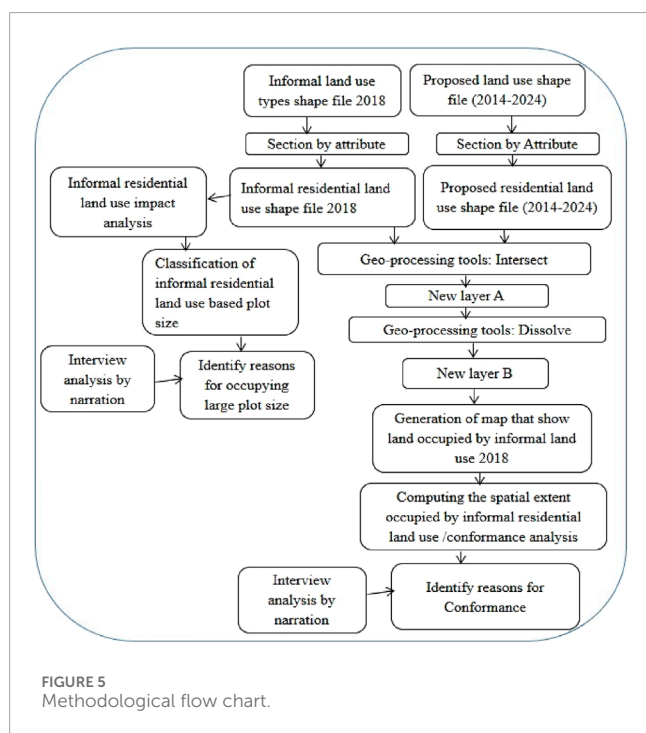 Informal land use
types shape file 2018
Proposed land use shape
file (2014-2024)
Section by attribute
Section by Attribute
Informal residential
land use impact
analysis
Informal residential land
use shape file 2018
Proposed residential land
use shape file (2014-2024)
Classification of
informal residential
land use based plot
size
Geo-processing tools: Intersect
New layer A
Geo-processing tools: Dissolve
Interview
analysis by
narration
Identify reasons
for occupying
large plot size
New layer B
Generation of map that show
land occupied by informal land
use 2018
Computing the spatial extent
occupied by informal residential
land use /conformance analysis
Interview
analysis by
narration
Identify reasons for
Conformance
FIGURE 5
Methodological flow chart.